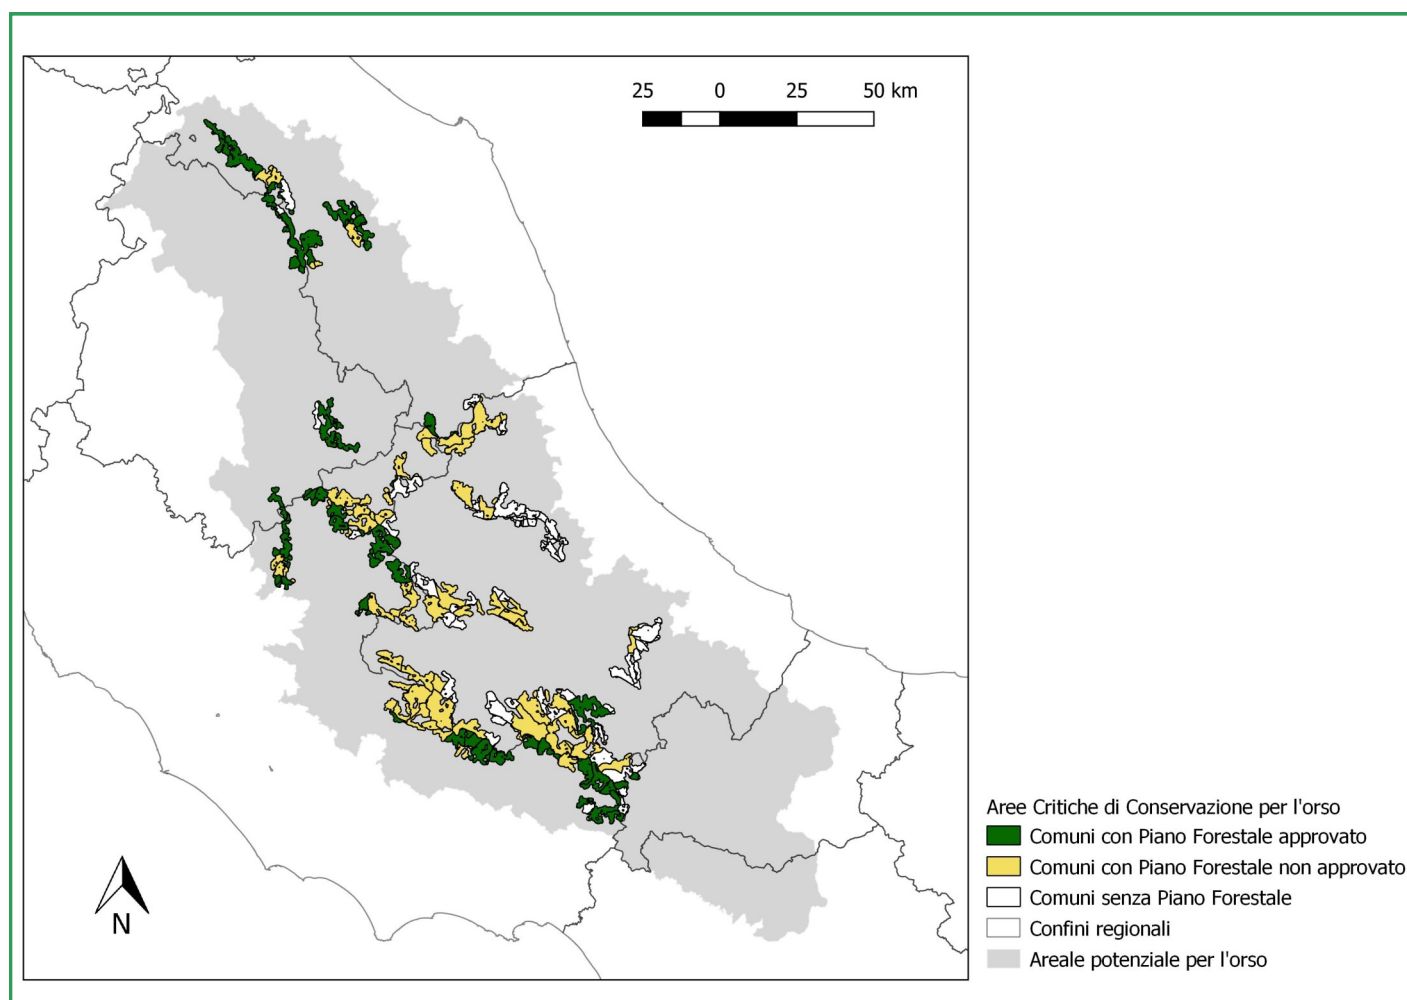 25 0 25 50 km
N
Aree Critiche di Conservazione per l'orso
Comuni con Piano Forestale approvato
Comuni con Piano Forestale non approvato
Comuni senza Piano Forestale
Confini regionali
Areale potenziale per l'orso